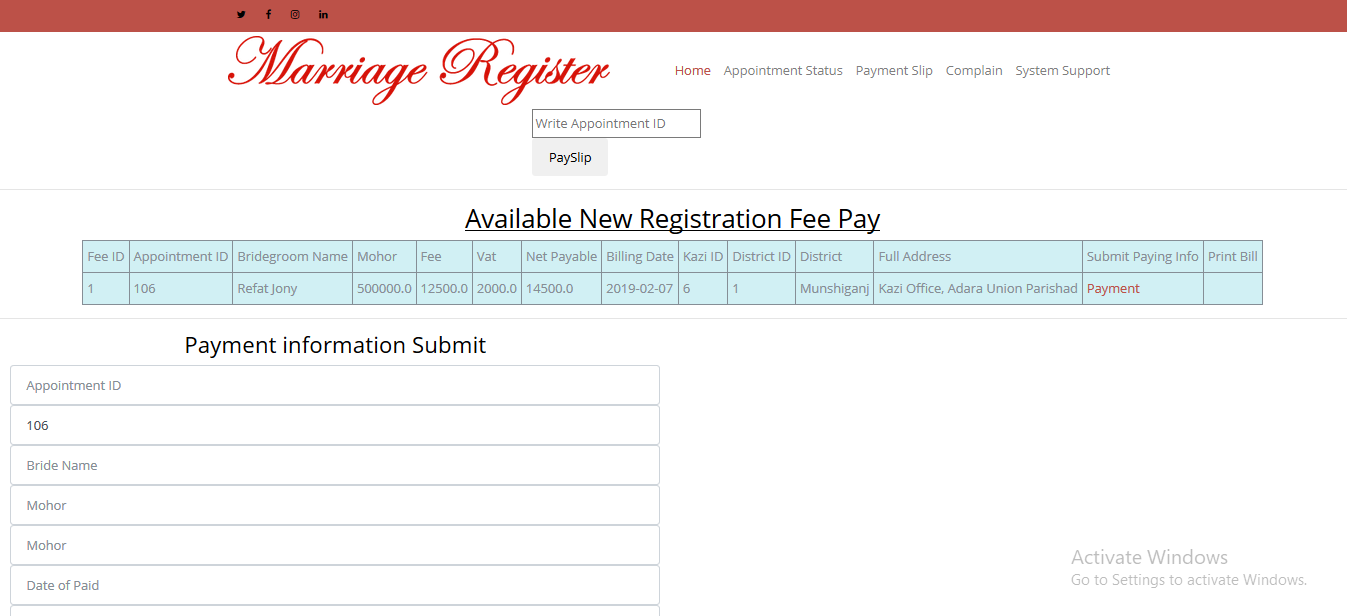 Marriage Register
Home Appointment Status Payment Slip Complain System Support
Write Appointment ID
PaySlip
Available New Registration Fee Pay
Fee ID Appointment ID Bridegroom Name Mohor Fee Vat Net Payable Billing Date Kazi ID District ID District Full Address Submit Paying Info Print Bill
1 106 Refat Jony 500000.0 12500.0 2000.0 14500.0 2019-02-07 6 1 Munshiganj Kazi Office, Adara Union Parishad Payment
Payment information Submit
Appointment ID
106
Bride Name
Mohor
Mohor
Date of Paid
Activate Windows
Go to Settings to activate Windows.